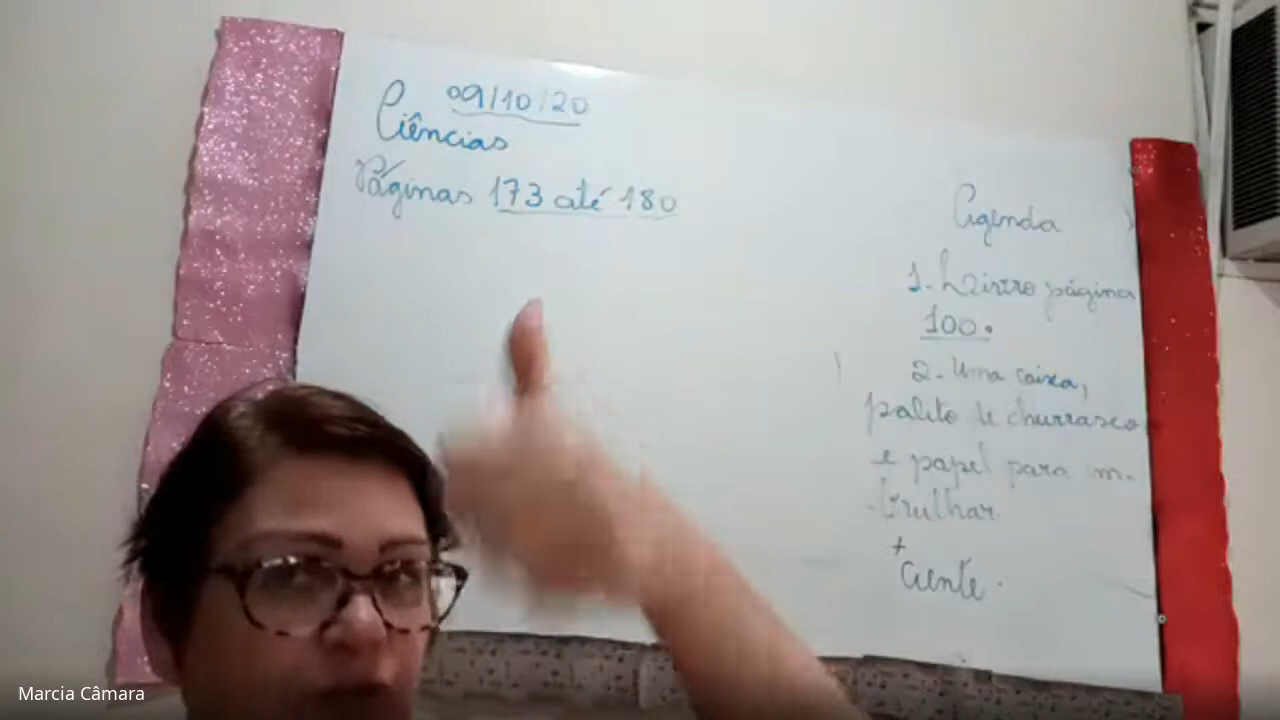 09/10/20
Ciências
Páginas 173 até 180
Agenda
1- Livro página
100.
2- Uma caixa,
palito de churrasco
e papel para em-
-brulhar.
+
Ciente.
Marcia Câmara